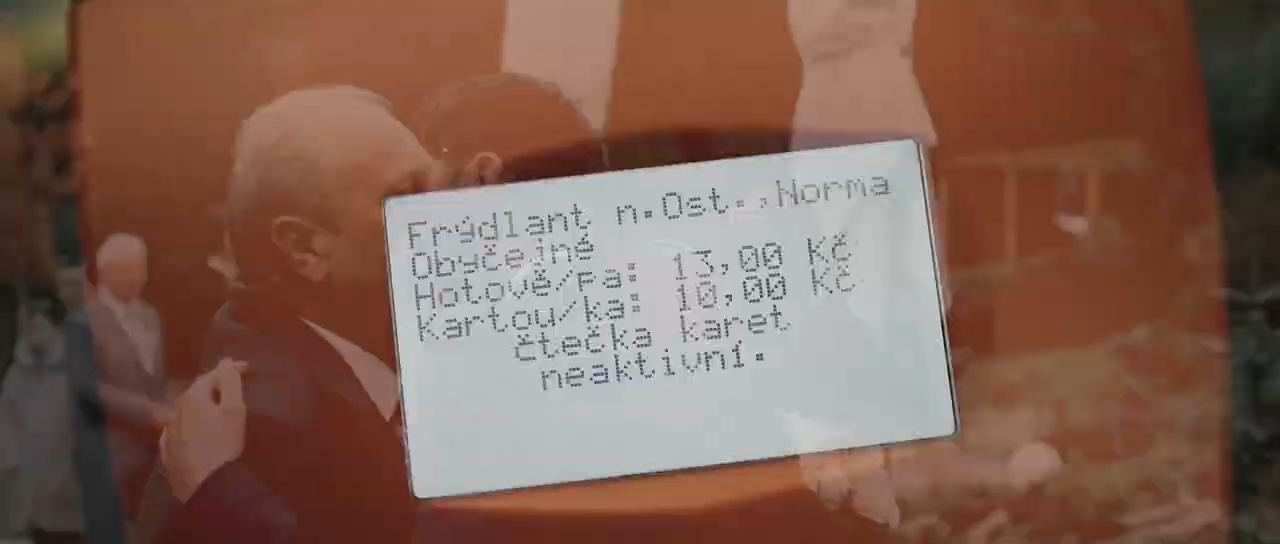 Frýdlant n.Ost.,Norma
Obyčejné
Hotově/Pa: 13,00 Kč
Kartou/ka: 10,00 Kč
čtečka karet
neaktivní.